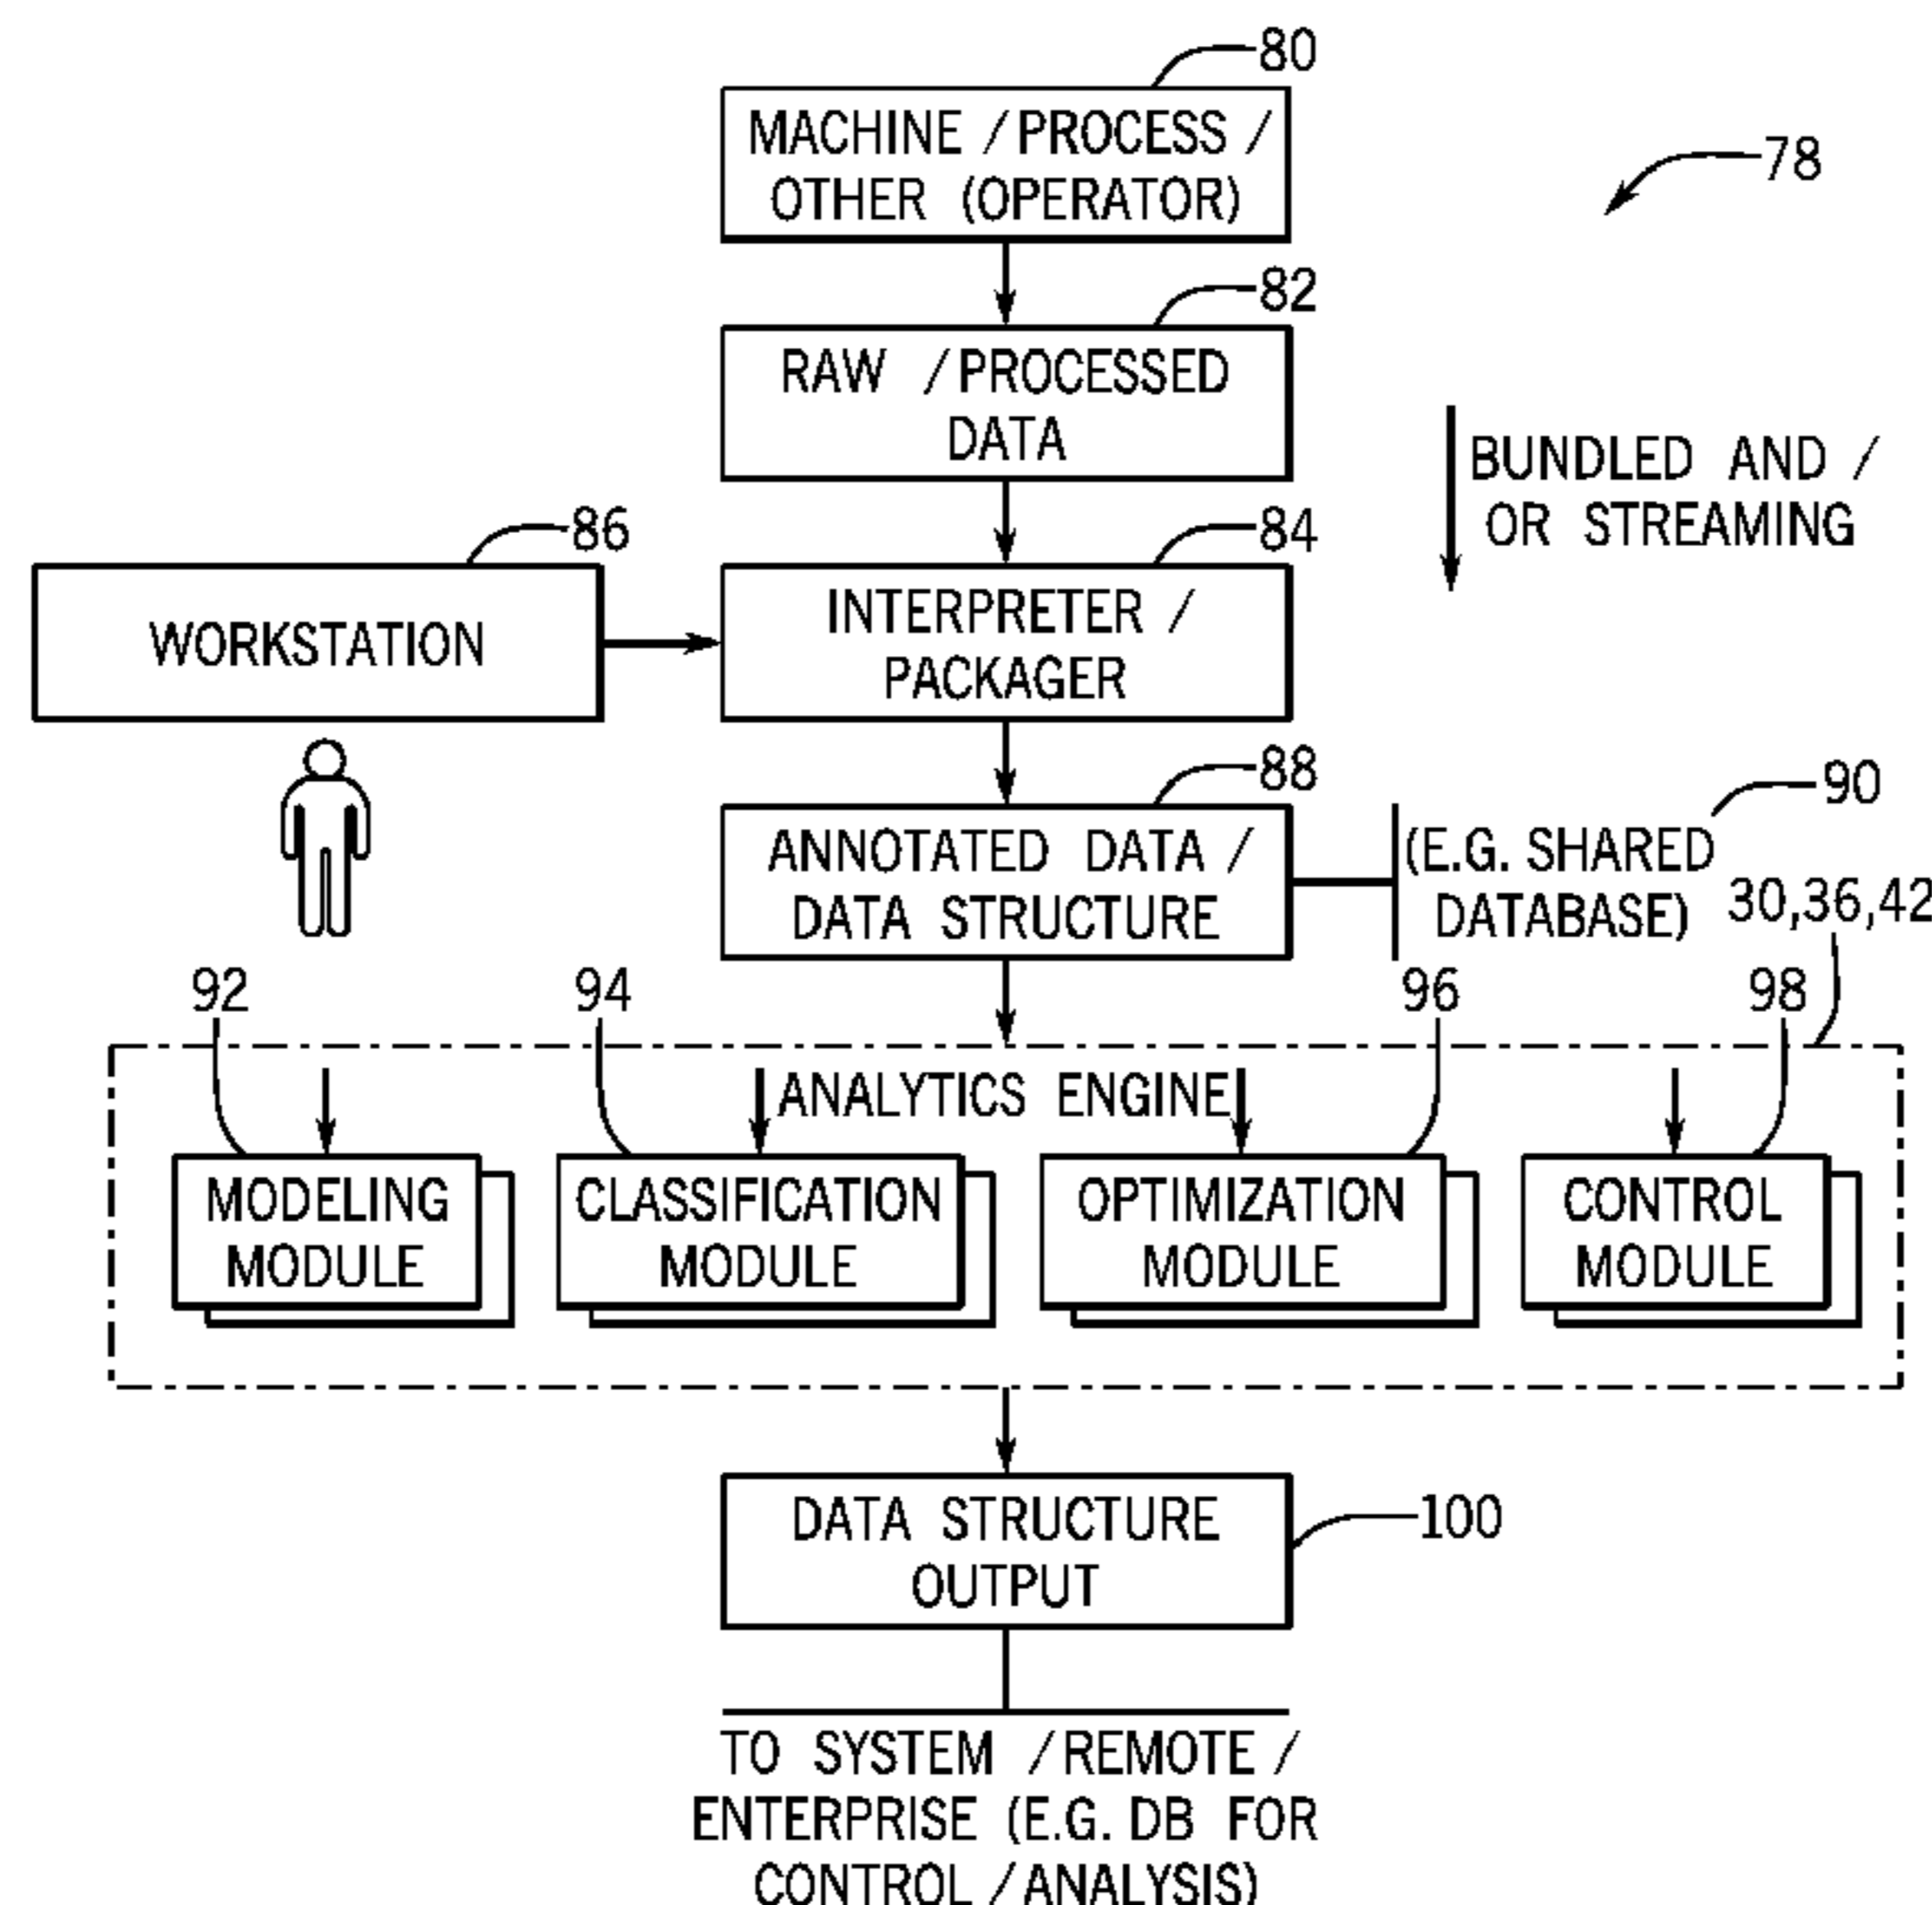 80
MACHINE / PROCESS /
OTHER (OPERATOR)
78
82
RAW / PROCESSED
DATA
BUNDLED AND /
OR STREAMING
86
WORKSTATION
84
INTERPRETER /
PACKAGER
88
ANNOTATED DATA /
DATA STRUCTURE
90
(E.G. SHARED
DATABASE)
30,36,42
92
94
96
98
ANALYTICS ENGINE
MODELING
MODULE
CLASSIFICATION
MODULE
OPTIMIZATION
MODULE
CONTROL
MODULE
DATA STRUCTURE
OUTPUT
100
TO SYSTEM / REMOTE /
ENTERPRISE (E.G. DB FOR
CONTROL / ANALYSIS)